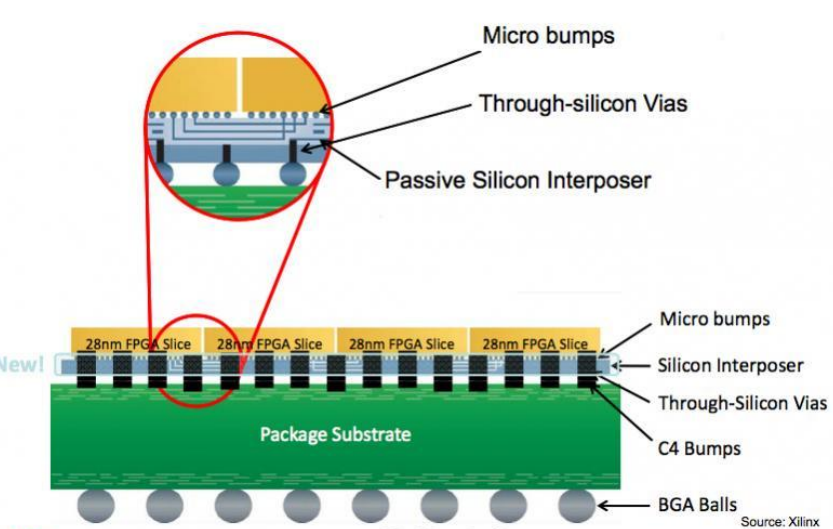 Micro bumps
Through-silicon Vias
Passive Silicon Interposer
28nm FPGA Slice 28nm FPGA Slice 28nm FPGA Slice 28nm FPGA Slice
Micro bumps
New!
Silicon Interposer
Through-Silicon Vias
Package Substrate
C4 Bumps
BGA Balls
Source: Xilinx